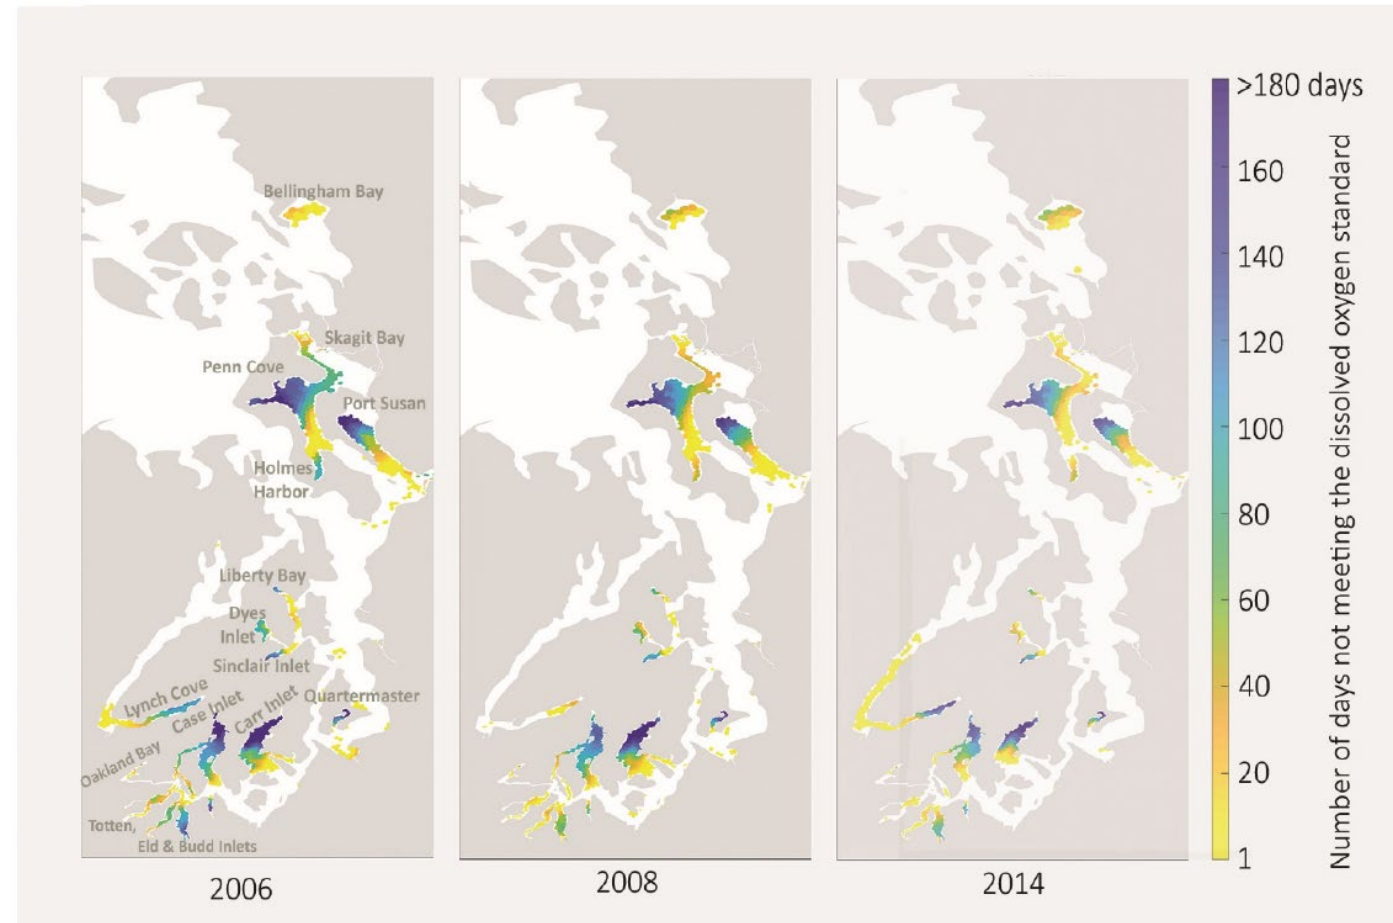 Bellingham Bay
Skagit Bay
Penn Cove
Port Susan
Holmes
Harbor
Liberty Bay
Dyes
Inlet
Sinclair Inlet
Lynch Cove
Case Inlet
Carr Inlet
Quartermaster
Oakland Bay
Totten,
Eld & Budd Inlets
2006
2008
2014
>180 days
160
140
120
100
80
60
40
20
1
Number of days not meeting the dissolved oxygen standard